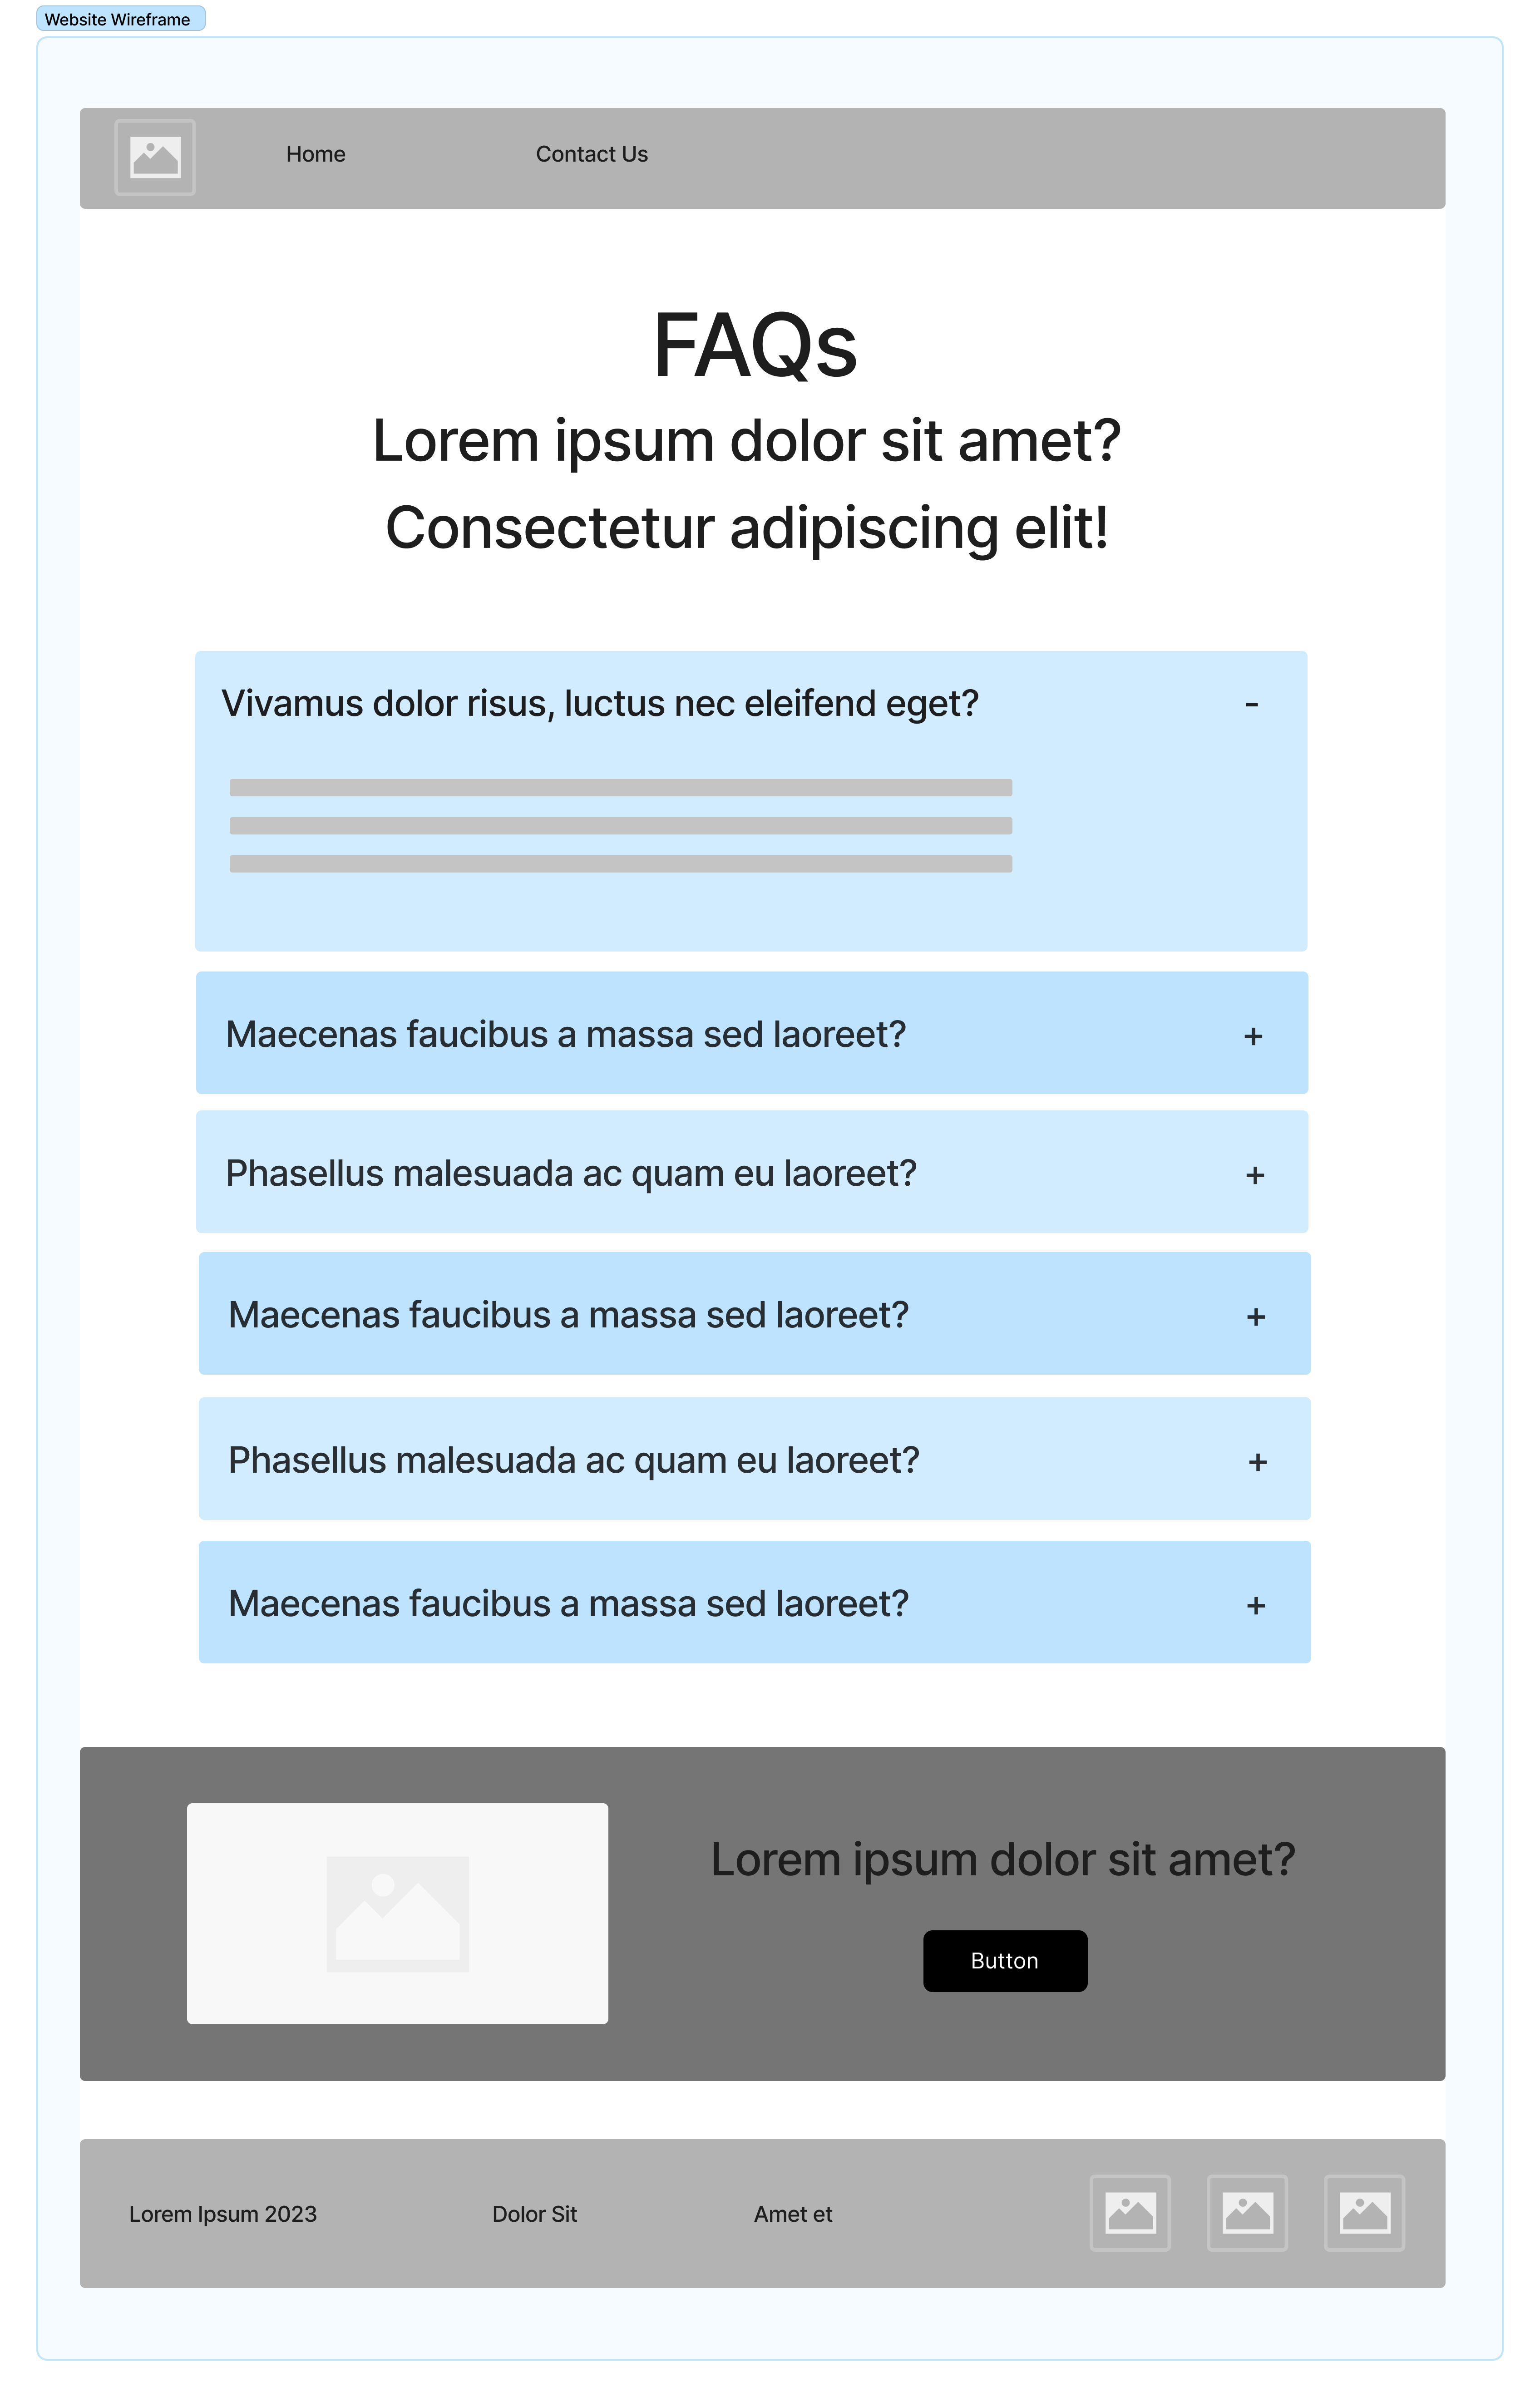 Website Wireframe
Home
Contact Us
FAQs
Lorem ipsum dolor sit amet?
Consectetur adipiscing elit!
Vivamus dolor risus, luctus nec eleifend eget?
-
Maecenas faucibus a massa sed laoreet?
+
Phasellus malesuada ac quam eu laoreet?
+
Maecenas faucibus a massa sed laoreet?
+
Phasellus malesuada ac quam eu laoreet?
+
Maecenas faucibus a massa sed laoreet?
+
Lorem ipsum dolor sit amet?
Button
Lorem Ipsum 2023
Dolor Sit
Amet et